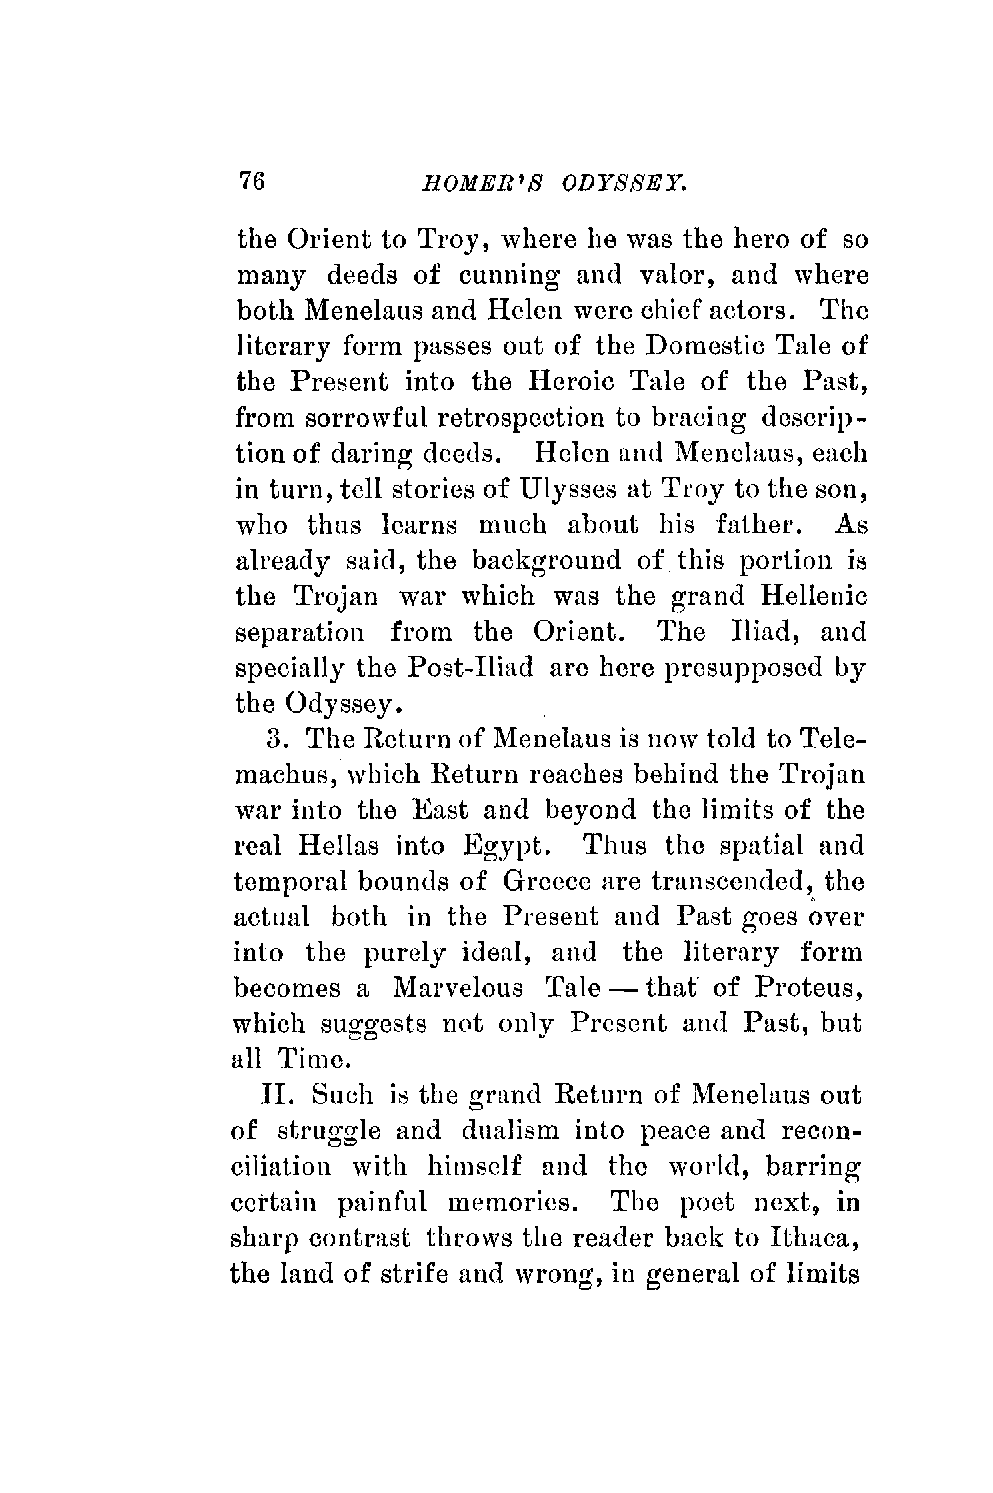 76 HOMER'S ODYSSEY.
the Orient to Troy, where he was the hero of so
many deeds of cunning and valor, and where
both Menelaus and Helen were chief actors. The
literary form passes out of the Domestic Tale of
the Present into the Heroic Tale of the Past,
from sorrowful retrospection to bracing descrip-
tion of daring deeds. Helen and Menelaus, each
in turn, tell stories of Ulysses at Troy to the son,
who thus learns much about his father. As
already said, the background of this portion is
the Trojan war which was the grand Hellenic
separation from the Orient. The Iliad, and
specially the Post-Iliad are here presupposed by
the Odyssey.
3. The Return of Menelaus is now told to Tele-
machus, which Return reaches behind the Trojan
war into the East and beyond the limits of the
real Hellas into Egypt. Thus the spatial and
temporal bounds of Greece are transcended, the
actual both in the Present and Past goes over
into the purely ideal, and the literary form
becomes a Marvelous Tale — that of Proteus,
which suggests not only Present and Past, but
all Time.
II. Such is the grand Return of Menelaus out
of struggle and dualism into peace and recon-
ciliation with himself and the world, barring
certain painful memories. The poet next, in
sharp contrast throws the reader back to Ithaca,
the land of strife and wrong, in general of limits